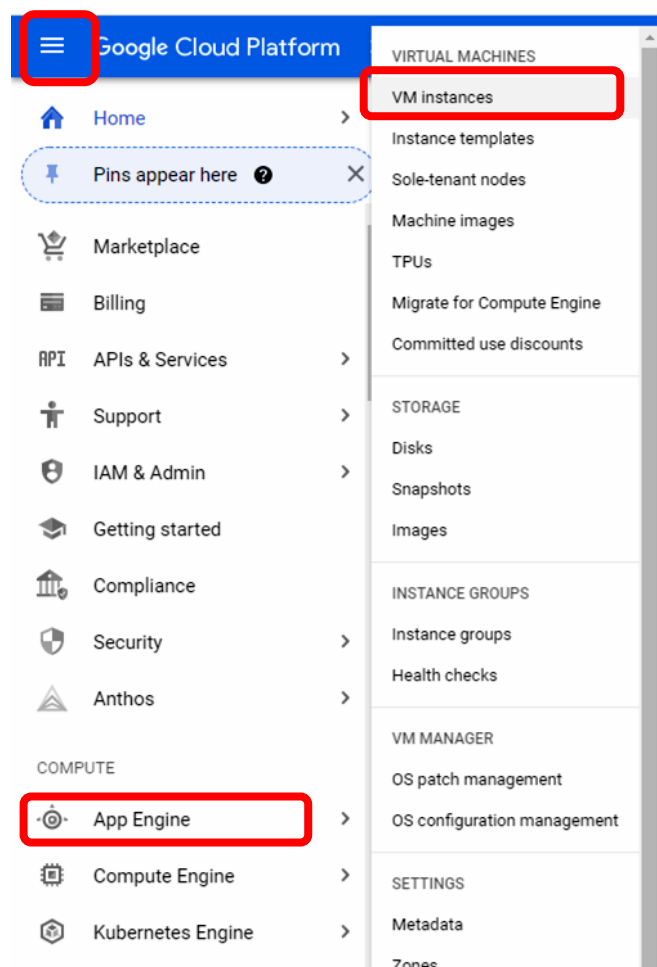 Google Cloud Platform
Home
Pins appear here ?
Marketplace
Billing
API APIs & Services
Support
IAM & Admin
Getting started
Compliance
Security
Anthos
COMPUTE
App Engine
Compute Engine
Kubernetes Engine
VIRTUAL MACHINES
VM instances
Instance templates
Sole-tenant nodes
Machine images
TPUs
Migrate for Compute Engine
Committed use discounts
STORAGE
Disks
Snapshots
Images
INSTANCE GROUPS
Instance groups
Health checks
VM MANAGER
OS patch management
OS configuration management
SETTINGS
Metadata
Zones